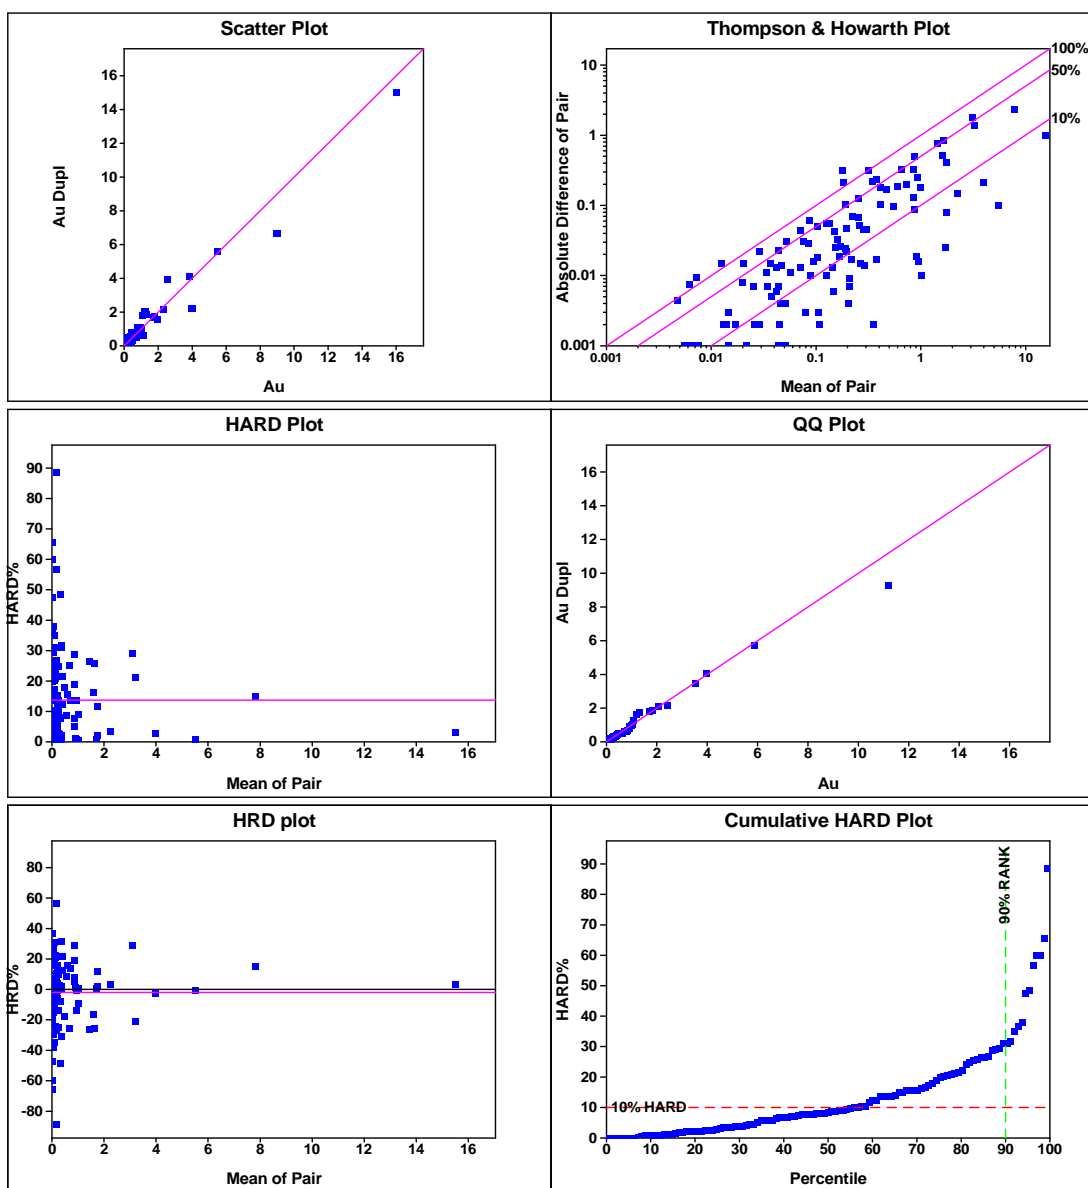 Scatter Plot
Au Dupl
16
14
12
10
8
6
4
2
0
0 2 4 6 8 10 12 14 16
Au
Thompson & Howarth Plot
Absolute Difference of Pair
10
1
0.1
0.01
0.001
100%
50%
10%
0.001 0.01 0.1 1 10
Mean of Pair
HARD Plot
HARD%
90
80
70
60
50
40
30
20
10
0
0 2 4 6 8 10 12 14 16
Mean of Pair
QQ Plot
Au Dupl
16
14
12
10
8
6
4
2
0
0 2 4 6 8 10 12 14 16
Au
HRD plot
HRD%
80
60
40
20
0
-20
-40
-60
-80
0 2 4 6 8 10 12 14 16
Mean of Pair
Cumulative HARD Plot
HARD%
90
80
70
60
50
40
30
20
10
0
90% RANK
10% HARD
0 10 20 30 40 50 60 70 80 90 100
Percentile